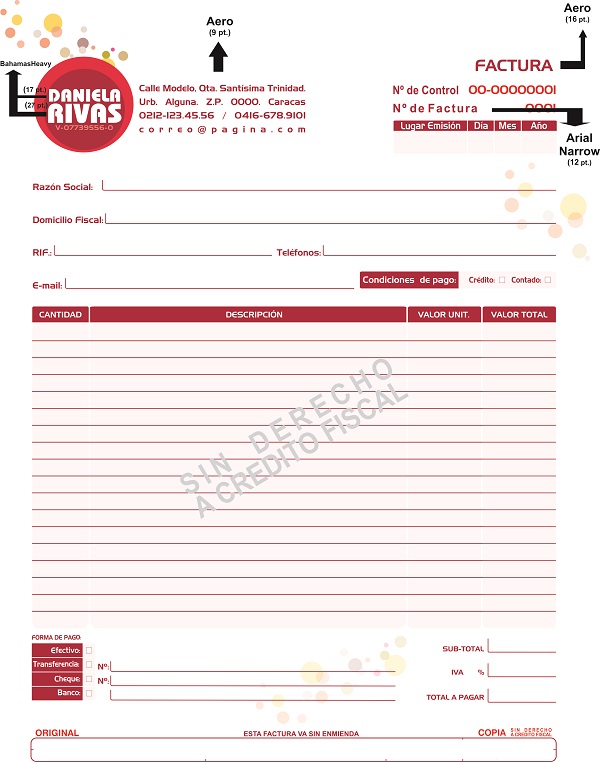 Aero
(9 pt.)
Aero
(16 pt.)
BahamasHeavy
(17 pt.)
(27 pt.)
DANIELA
RIVAS
V-07739556-0
Calle Modelo. Qta. Santísima Trinidad.
Urb. Alguna. Z.P. 0000. Caracas
0212-123.45.56 / 0416-678.9101
correo@pagina.com
FACTURA
Nº de Control 00-00000001
Nº de Factura 0001
Arial
Narrow
(12 pt.)
Lugar Emisión Día Mes Año
Razón Social:
Domicilio Fiscal:
RIF.: Teléfonos:
E-mail: Condiciones de pago: Crédito: Contado:
CANTIDAD DESCRIPCIÓN VALOR UNIT. VALOR TOTAL
SIN DERECHO
A CREDITO FISCAL
FORMA DE PAGO:
Efectivo:
Transferencia: Nº:
Cheque: Nº:
Banco:
SUB-TOTAL
IVA %
TOTAL A PAGAR
ORIGINAL ESTA FACTURA VA SIN ENMIENDA COPIA SIN DERECHO
A CREDITO FISCAL